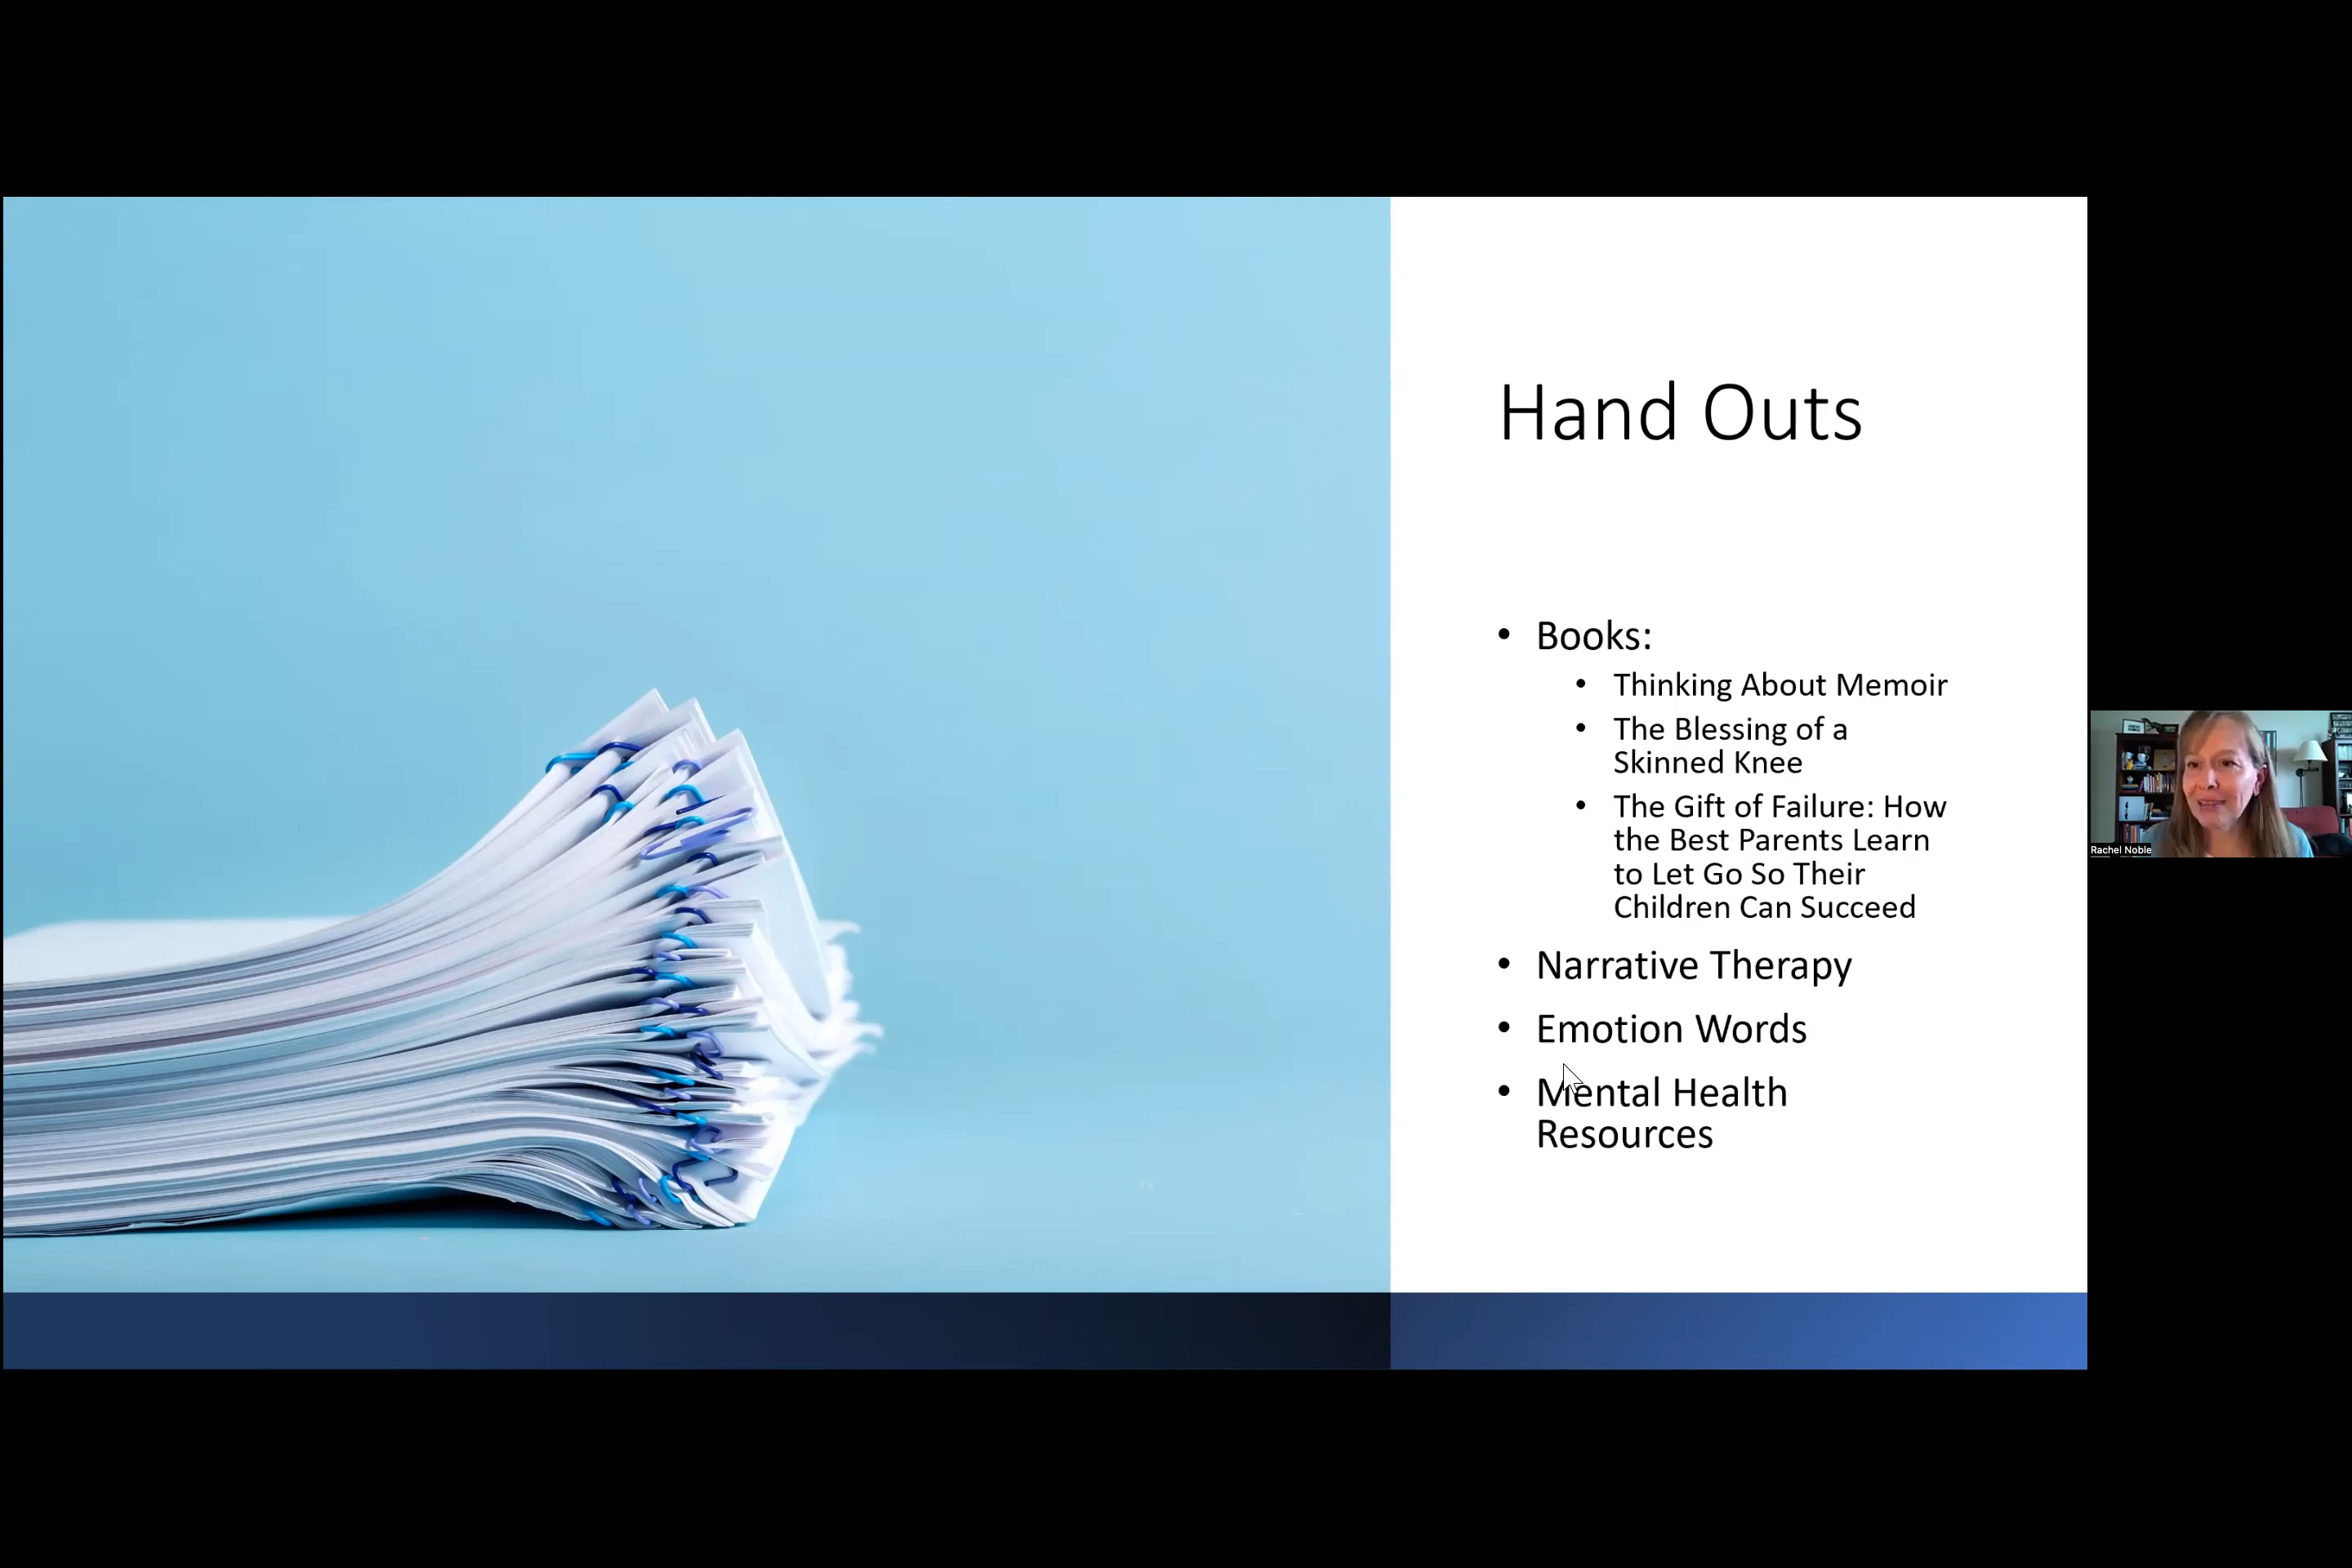 Hand Outs
• Books:
• Thinking About Memoir
• The Blessing of a
Skinned Knee
• The Gift of Failure: How
the Best Parents Learn
to Let Go So Their
Children Can Succeed
• Narrative Therapy
• Emotion Words
• Mental Health
Resources
Rachel Noble